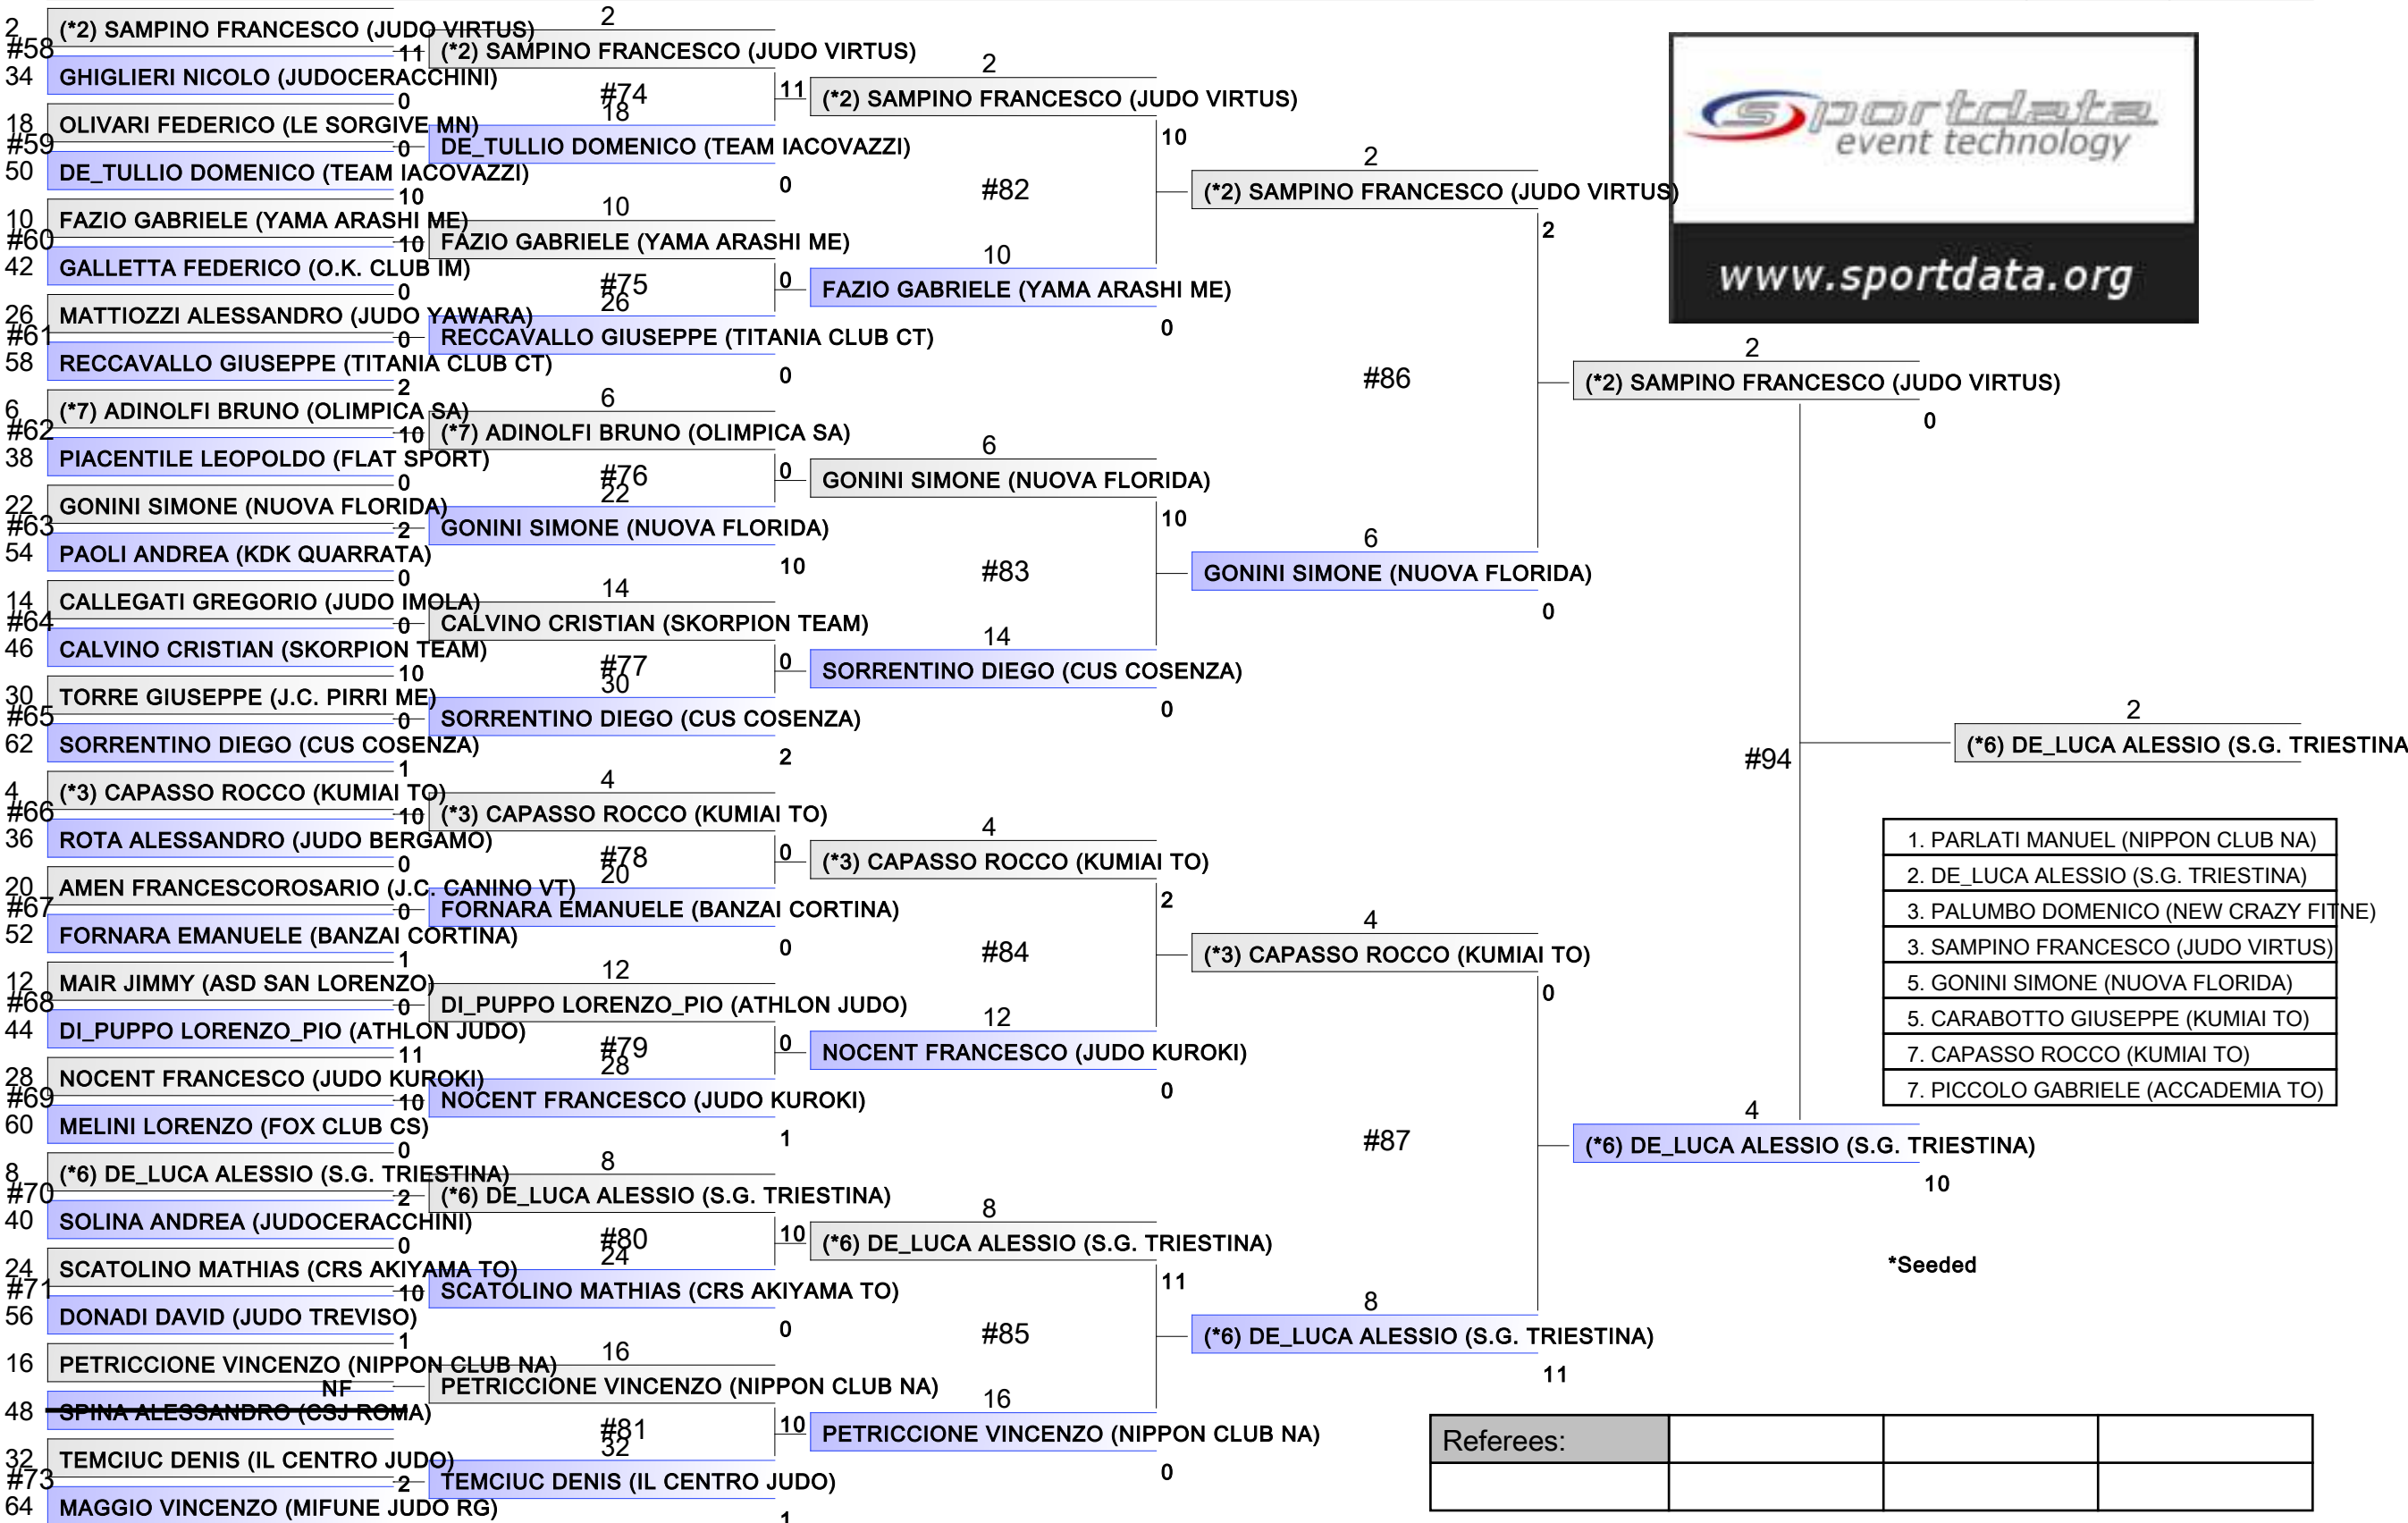 2
(*2) SAMPINO FRANCESCO (JUDO VIRTUS)
11
#58
34
GHIGLIERI NICOLO (JUDOCERACCHINI)
0
18
OLIVARI FEDERICO (LE SORGIVE MN)
0
#59
50
DE_TULLIO DOMENICO (TEAM IACOVAZZI)
10
10
FAZIO GABRIELE (YAMA ARASHI ME)
10
#60
42
GALLETTA FEDERICO (O.K. CLUB IM)
0
26
MATTIOZZI ALESSANDRO (JUDO YAWARA)
0
#61
58
RECCAVALLO GIUSEPPE (TITANIA CLUB CT)
2
6
(*7) ADINOLFI BRUNO (OLIMPICA SA)
10
#62
38
PIACENTILE LEOPOLDO (FLAT SPORT)
0
22
GONINI SIMONE (NUOVA FLORIDA)
2
#63
54
PAOLI ANDREA (KDK QUARRATA)
0
14
CALLEGATI GREGORIO (JUDO IMOLA)
0
#64
46
CALVINO CRISTIAN (SKORPION TEAM)
10
30
TORRE GIUSEPPE (J.C. PIRRI ME)
0
#65
62
SORRENTINO DIEGO (CUS COSENZA)
1
4
(*3) CAPASSO ROCCO (KUMIAI TO)
10
#66
36
ROTA ALESSANDRO (JUDO BERGAMO)
0
20
AMEN FRANCESCOROSARIO (J.C. CANINO VT)
0
#67
52
FORNARA EMANUELE (BANZAI CORTINA)
1
12
MAIR JIMMY (ASD SAN LORENZO)
0
#68
44
DI_PUPPO LORENZO_PIO (ATHLON JUDO)
11
28
NOCENT FRANCESCO (JUDO KUROKI)
10
#69
60
MELINI LORENZO (FOX CLUB CS)
0
8
(*6) DE_LUCA ALESSIO (S.G. TRIESTINA)
2
#70
40
SOLINA ANDREA (JUDOCERACCHINI)
0
24
SCATOLINO MATHIAS (CRS AKIYAMA TO)
10
#71
56
DONADI DAVID (JUDO TREVISO)
1
16
PETRICCIONE VINCENZO (NIPPON CLUB NA)
NF
48
SPINA ALESSANDRO (CSJ ROMA)
32
TEMCIUC DENIS (IL CENTRO JUDO)
2
#73
64
MAGGIO VINCENZO (MIFUNE JUDO RG)
2
(*2) SAMPINO FRANCESCO (JUDO VIRTUS)
11
#74
18
DE_TULLIO DOMENICO (TEAM IACOVAZZI)
0
10
FAZIO GABRIELE (YAMA ARASHI ME)
0
#75
26
RECCAVALLO GIUSEPPE (TITANIA CLUB CT)
0
6
(*7) ADINOLFI BRUNO (OLIMPICA SA)
0
#76
22
GONINI SIMONE (NUOVA FLORIDA)
10
14
CALVINO CRISTIAN (SKORPION TEAM)
0
#77
30
SORRENTINO DIEGO (CUS COSENZA)
2
4
(*3) CAPASSO ROCCO (KUMIAI TO)
0
#78
20
FORNARA EMANUELE (BANZAI CORTINA)
0
12
DI_PUPPO LORENZO_PIO (ATHLON JUDO)
0
#79
28
NOCENT FRANCESCO (JUDO KUROKI)
1
8
(*6) DE_LUCA ALESSIO (S.G. TRIESTINA)
10
#80
24
SCATOLINO MATHIAS (CRS AKIYAMA TO)
0
16
PETRICCIONE VINCENZO (NIPPON CLUB NA)
10
#81
32
TEMCIUC DENIS (IL CENTRO JUDO)
1
2
(*2) SAMPINO FRANCESCO (JUDO VIRTUS)
10
#82
10
FAZIO GABRIELE (YAMA ARASHI ME)
0
6
GONINI SIMONE (NUOVA FLORIDA)
10
#83
14
SORRENTINO DIEGO (CUS COSENZA)
0
4
(*3) CAPASSO ROCCO (KUMIAI TO)
2
#84
12
NOCENT FRANCESCO (JUDO KUROKI)
0
8
(*6) DE_LUCA ALESSIO (S.G. TRIESTINA)
11
#85
16
PETRICCIONE VINCENZO (NIPPON CLUB NA)
0
2
(*2) SAMPINO FRANCESCO (JUDO VIRTUS)
2
#86
6
GONINI SIMONE (NUOVA FLORIDA)
0
4
(*3) CAPASSO ROCCO (KUMIAI TO)
0
#87
8
(*6) DE_LUCA ALESSIO (S.G. TRIESTINA)
11
2
(*2) SAMPINO FRANCESCO (JUDO VIRTUS)
0
#94
4
(*6) DE_LUCA ALESSIO (S.G. TRIESTINA)
10
2
(*6) DE_LUCA ALESSIO (S.G. TRIESTINA
sportdata
event technology
www.sportdata.org
1. PARLATI MANUEL (NIPPON CLUB NA)
2. DE_LUCA ALESSIO (S.G. TRIESTINA)
3. PALUMBO DOMENICO (NEW CRAZY FITNE)
3. SAMPINO FRANCESCO (JUDO VIRTUS)
5. GONINI SIMONE (NUOVA FLORIDA)
5. CARABOTTO GIUSEPPE (KUMIAI TO)
7. CAPASSO ROCCO (KUMIAI TO)
7. PICCOLO GABRIELE (ACCADEMIA TO)
*Seeded
Referees: